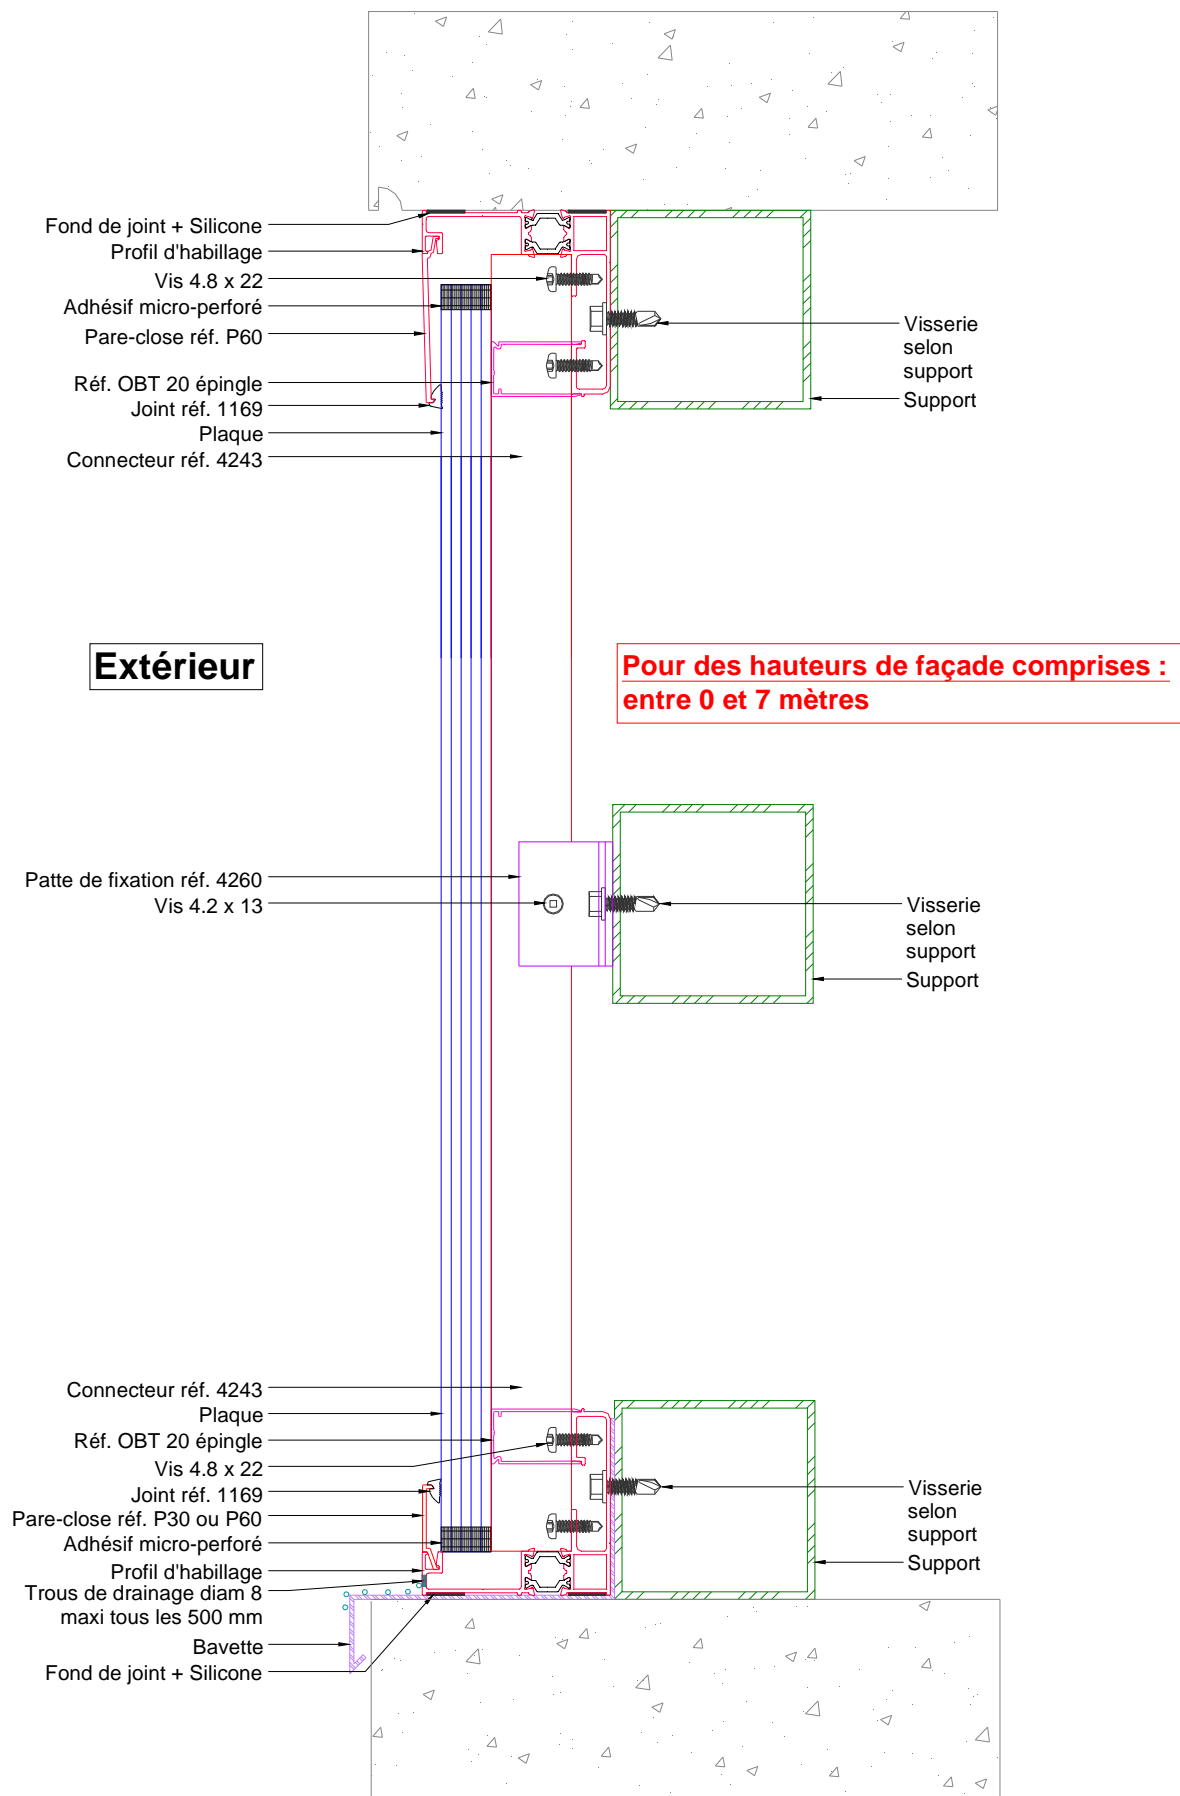 Fond de joint + Silicone
Profil d'habillage
Vis 4.8 x 22
Adhésif micro-perforé
Pare-close réf. P60
Réf. OBT 20 épingle
Joint réf. 1169
Plaque
Connecteur réf. 4243
Visserie
selon
support
Support
Extérieur
Pour des hauteurs de façade comprises :
entre 0 et 7 mètres
Patte de fixation réf. 4260
Vis 4.2 x 13
Visserie
selon
support
Support
Connecteur réf. 4243
Plaque
Réf. OBT 20 épingle
Vis 4.8 x 22
Joint réf. 1169
Pare-close réf. P30 ou P60
Adhésif micro-perforé
Profil d'habillage
Trous de drainage diam 8
maxi tous les 500 mm
Bavette
Fond de joint + Silicone
Visserie
selon
support
Support